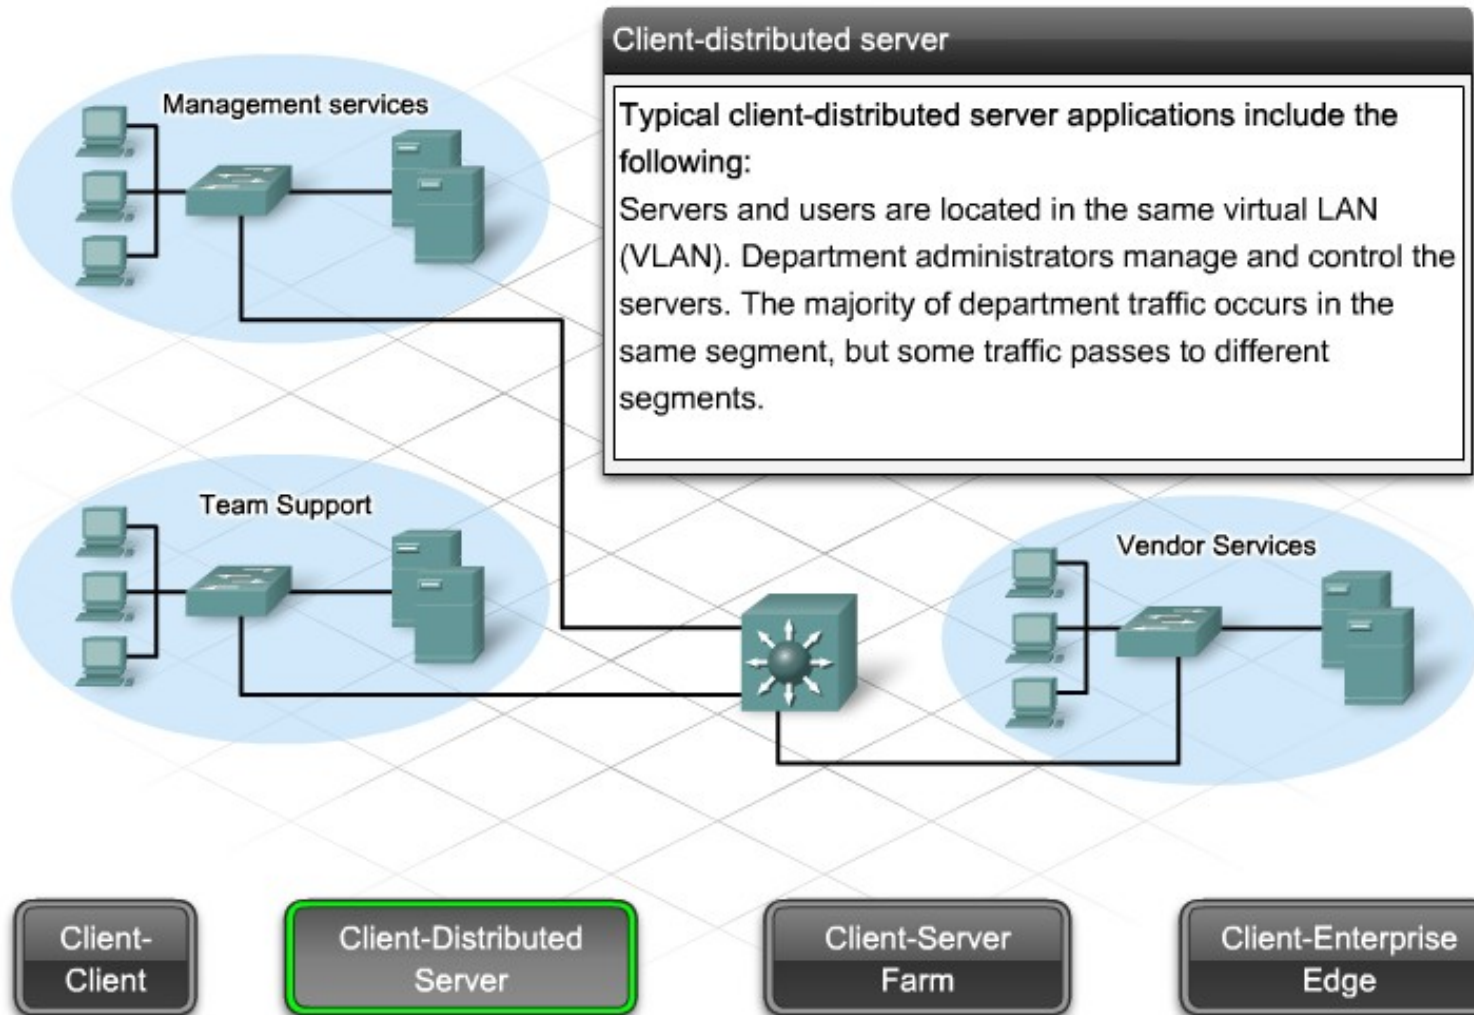 Client-distributed server
Typical client-distributed server applications include the
following:
Servers and users are located in the same virtual LAN
(VLAN). Department administrators manage and control the
servers. The majority of department traffic occurs in the
same segment, but some traffic passes to different
segments.
Management services
Team Support
Vendor Services
Client-
Client
Client-Distributed
Server
Client-Server
Farm
Client-Enterprise
Edge